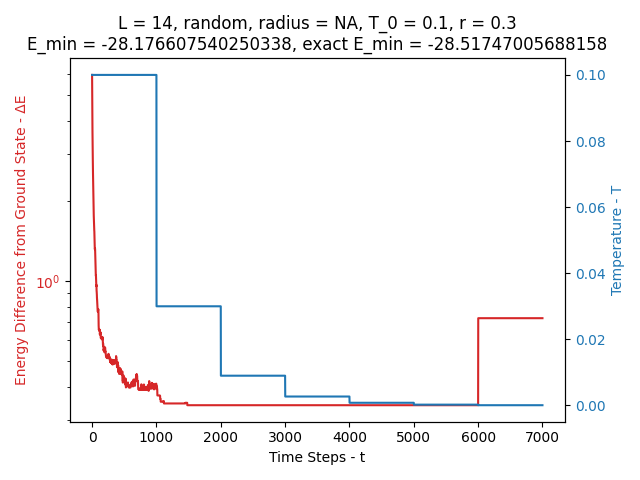 L = 14, random, radius = NA, T_0 = 0.1, r = 0.3
E_min = -28.176607540250338, exact E_min = -28.51747005688158
Energy Difference from Ground State - ΔE
10⁰
0.10
0.08
0.06
0.04
0.02
0.00
Temperature - T
0 1000 2000 3000 4000 5000 6000 7000
Time Steps - t